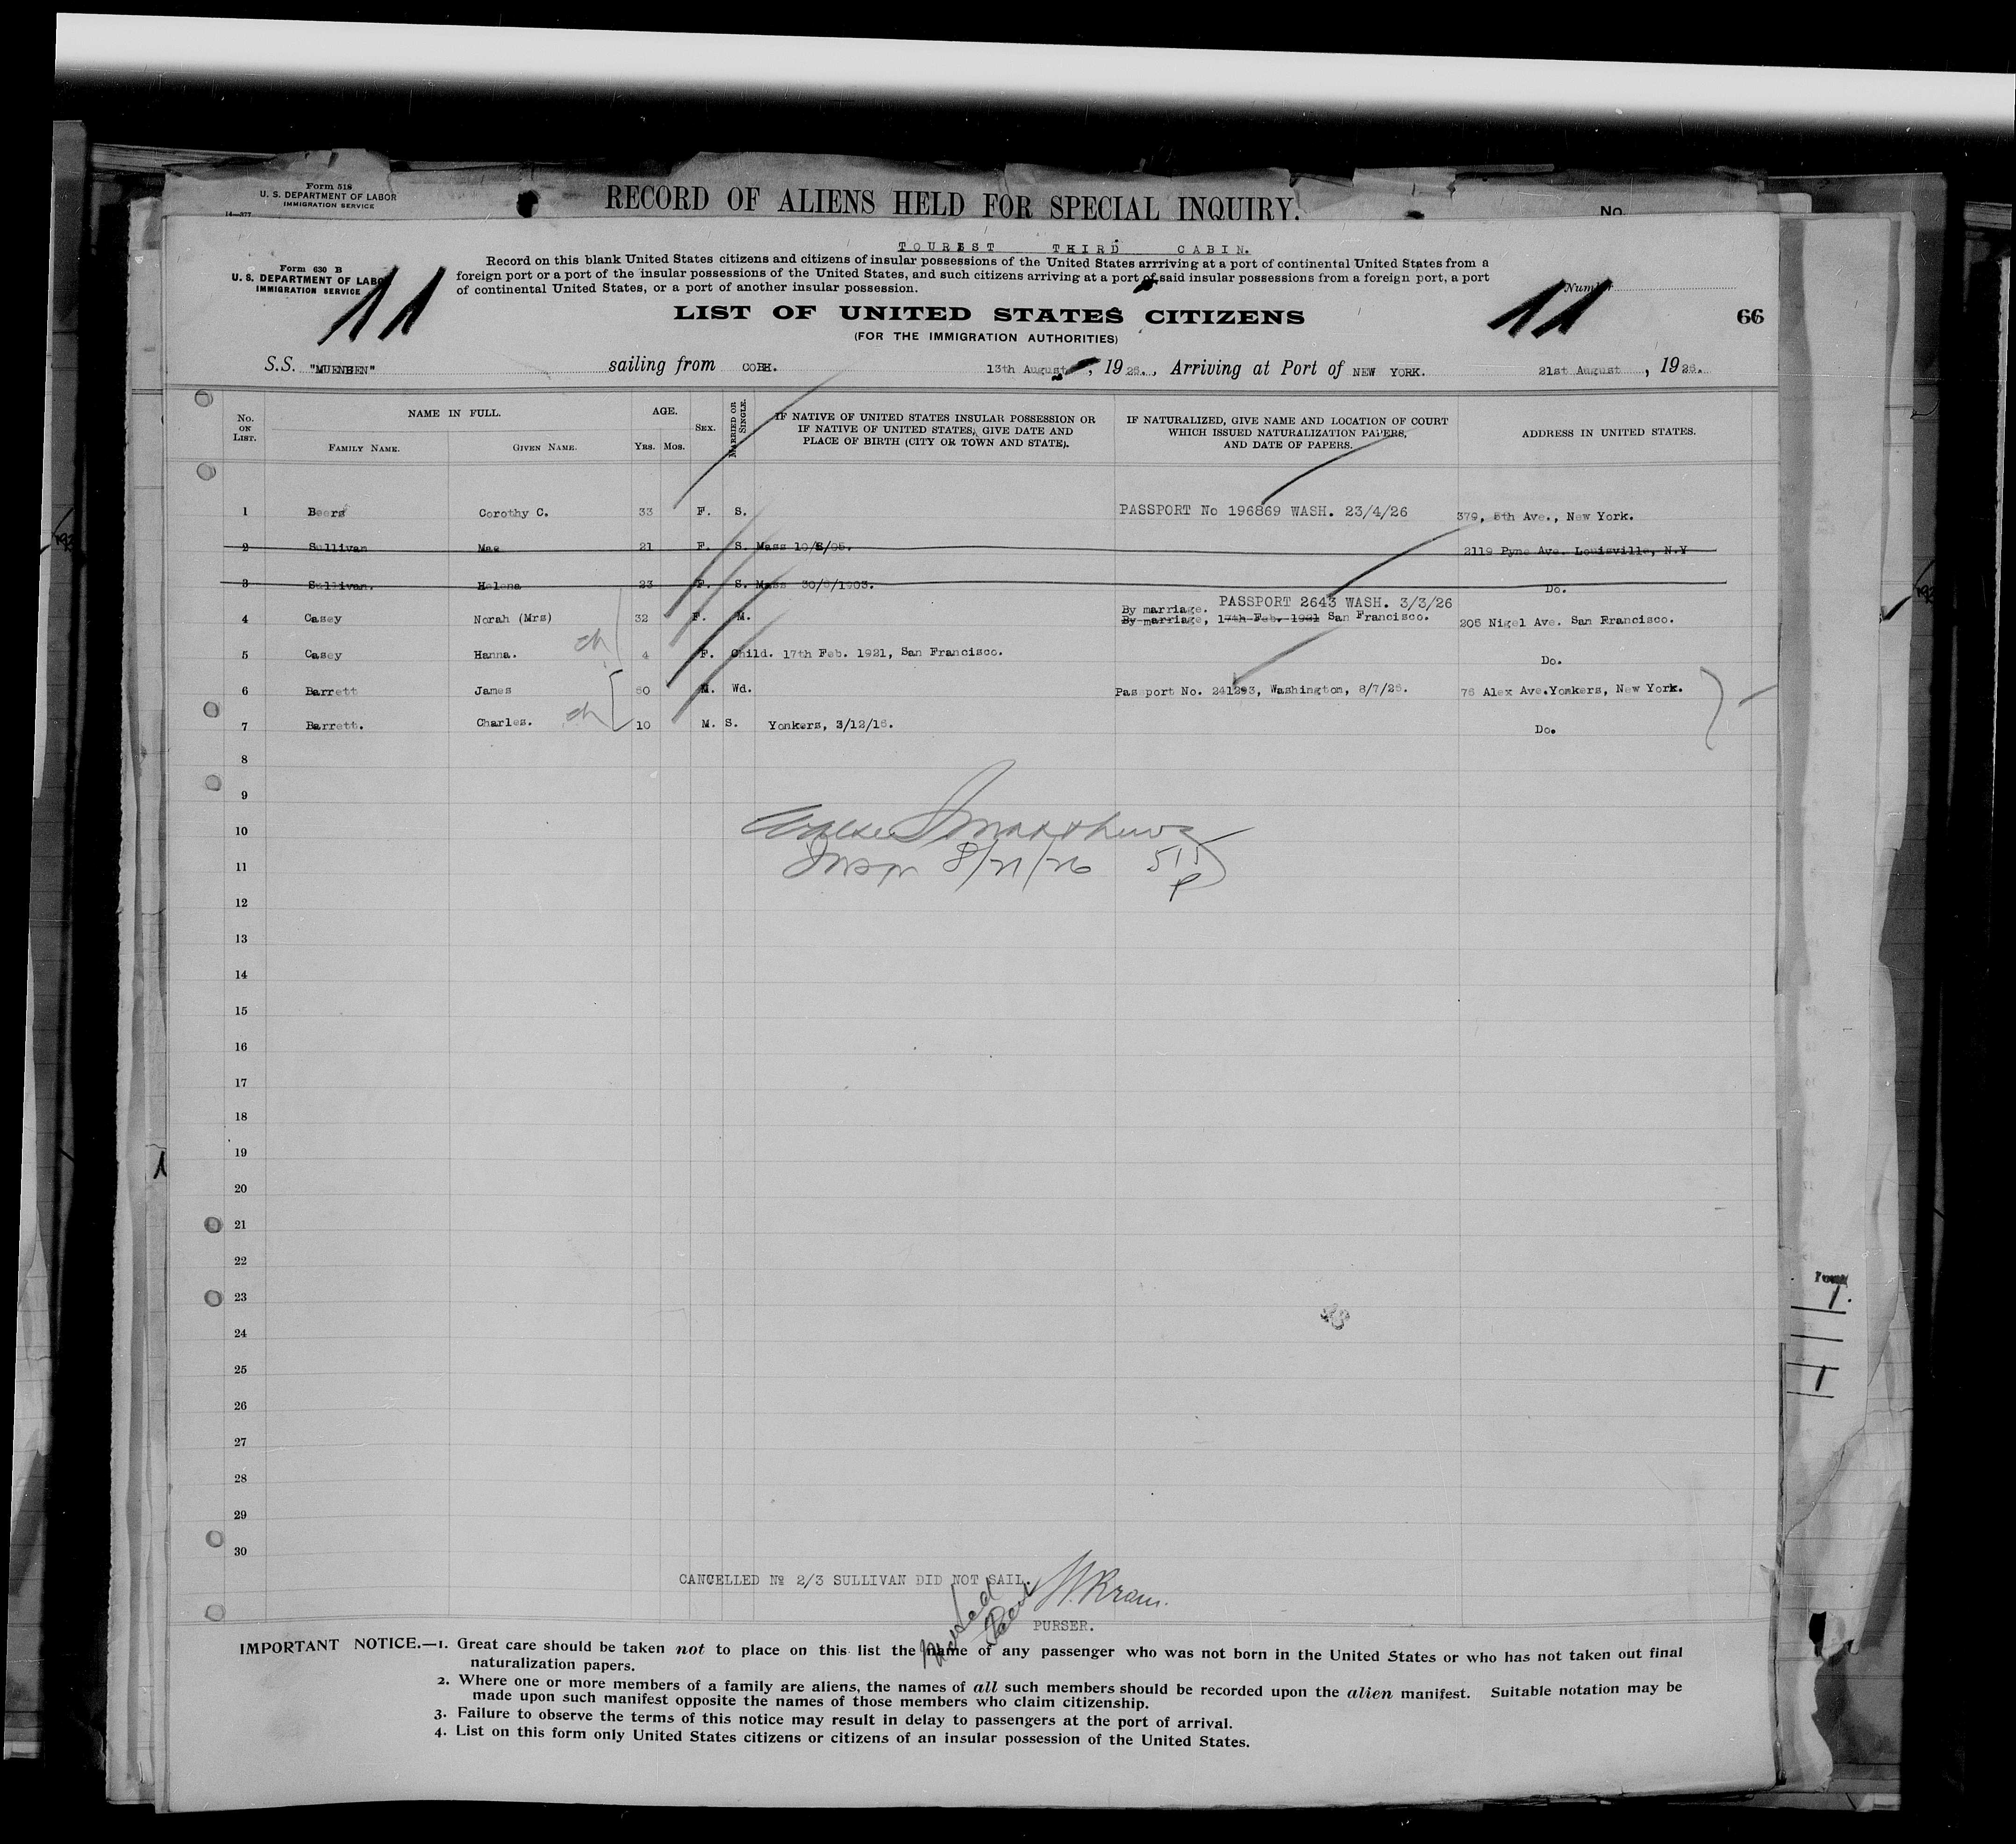 Form 518
U. S. DEPARTMENT OF LABOR
IMMIGRATION SERVICE
14—377
RECORD OF ALIENS HELD FOR SPECIAL INQUIRY.
No.
TOURIST THIRD CABIN.
Form 630 B
U. S. DEPARTMENT OF LABOR
IMMIGRATION SERVICE
11
Record on this blank United States citizens and citizens of insular possessions of the United States arrriving at a port of continental United States from a
foreign port or a port of the insular possessions of the United States, and such citizens arriving at a port of said insular possessions from a foreign port, a port
of continental United States, or a port of another insular possession.
Number
11
66
LIST OF UNITED STATES CITIZENS
(FOR THE IMMIGRATION AUTHORITIES)
S.S. "MUENHEN" sailing from COBH. 13th August, 1926., Arriving at Port of NEW YORK. 21st August, 1926.
No. ON LIST. NAME IN FULL. FAMILY NAME. GIVEN NAME. AGE. Yrs. Mos. SEX. MARRIED OR SINGLE. IF NATIVE OF UNITED STATES INSULAR POSSESSION OR IF NATIVE OF UNITED STATES, GIVE DATE AND PLACE OF BIRTH (CITY OR TOWN AND STATE). IF NATURALIZED, GIVE NAME AND LOCATION OF COURT WHICH ISSUED NATURALIZATION PAPERS, AND DATE OF PAPERS. ADDRESS IN UNITED STATES.
1 Beers Corothy C. 33 F. S. PASSPORT No 196869 WASH. 23/4/26 379, 5th Ave., New York.
2 Sullivan Mae 21 F. S. Mass 2119 Pyne Ave. Louisville, N.Y
3 Sullivan. Helena 23 F. S. Mass 30/ /1903. Do.
PASSPORT 2643 WASH. 3/3/26
By marriage.
4 Casey Norah (Mrs) 32 F. M. By marriage, 17th Feb. 1921 San Francisco. 205 Nigel Ave. San Francisco.
5 Casey Hanna. 4 F. Child. 17th Feb. 1921, San Francisco. Do.
6 Barrett James 50 M. Wd. Passport No. 241293, Washington, 8/7/25. 76 Alex Ave.Yonkers, New York.
7 Barrett. Charles. 10 M. S. Yonkers, 3/12/16. Do.
8
9
10
11
Inspr 8/21/26
12
13
14
15
16
17
18
19
20
21
22
23
24
25
26
27
28
29
30
CANCELLED No 2/3 SULLIVAN DID NOT SAIL.
PURSER.
IMPORTANT NOTICE.—1. Great care should be taken not to place on this list the name of any passenger who was not born in the United States or who has not taken out final
naturalization papers.
2. Where one or more members of a family are aliens, the names of all such members should be recorded upon the alien manifest. Suitable notation may be
made upon such manifest opposite the names of those members who claim citizenship.
3. Failure to observe the terms of this notice may result in delay to passengers at the port of arrival.
4. List on this form only United States citizens or citizens of an insular possession of the United States.